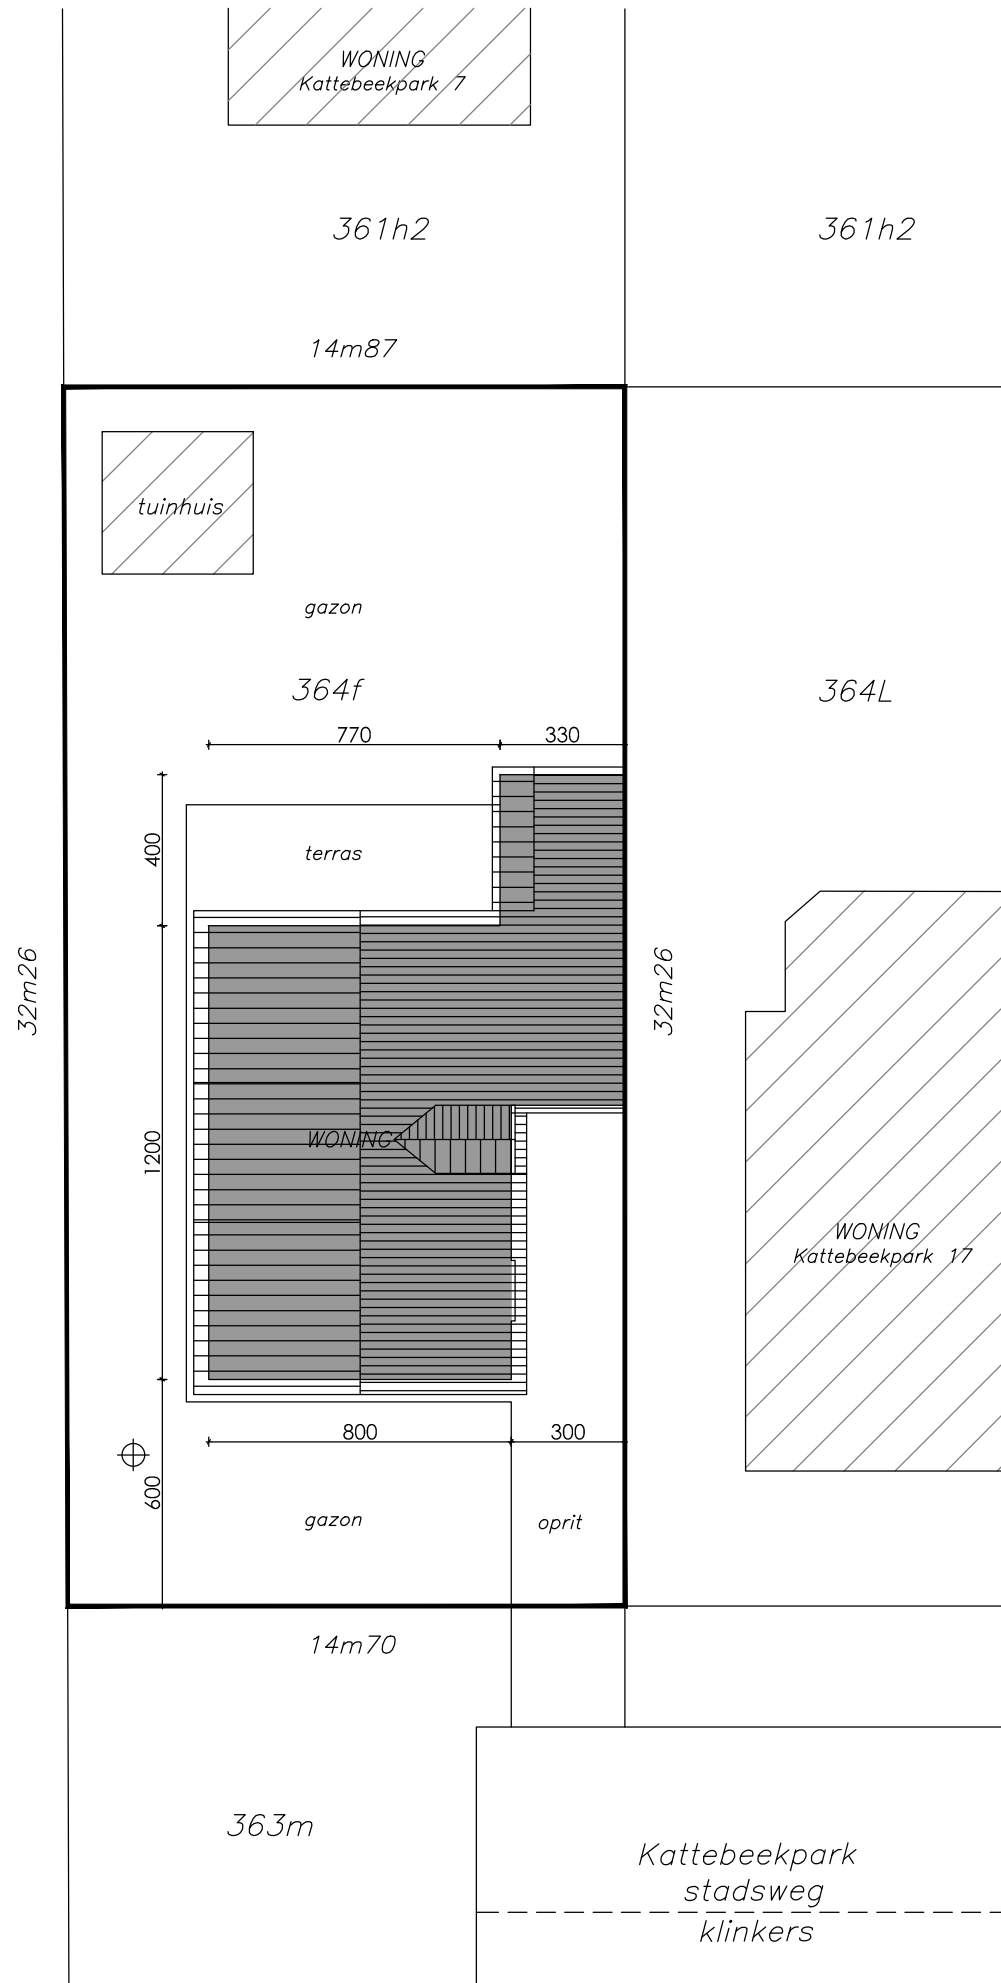 WONING
Kattebeekpark 7
361h2
361h2
14m87
tuinhuis
gazon
364f
364L
770
330
400
terras
32m26
32m26
1200
WONING
WONING
Kattebeekpark 17
800
300
600
gazon
oprit
14m70
363m
Kattebeekpark
stadsweg
klinkers